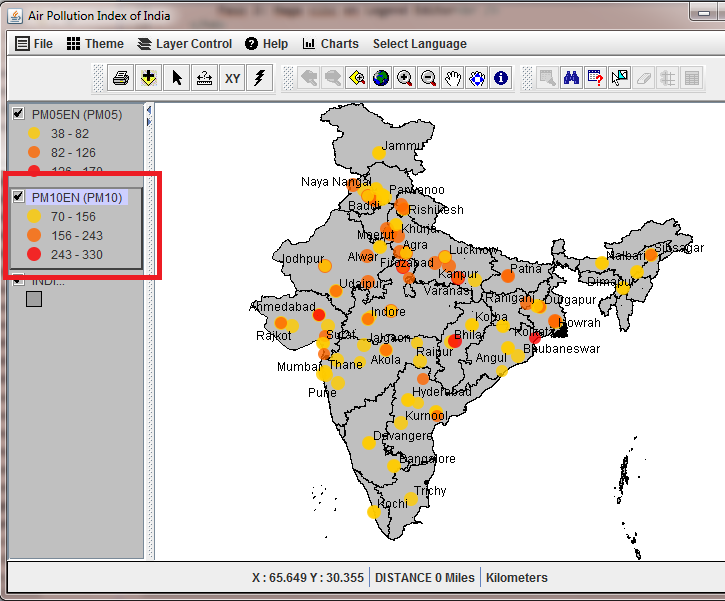 Air Pollution Index of India
File Theme Layer Control Help Charts Select Language
XY
PM05EN (PM05)
38 - 82
82 - 126
126 - 170
PM10EN (PM10)
70 - 156
156 - 243
243 - 330
INDI...
Jammu
Naya Nangal
Parwanoo
Baddi
Rishikesh
Meerut
Khurja
Agra
Alwar
Lucknow
Firozabad
Jodhpur
Kanpur
Patna
Nalbari
Sibsagar
Udaipur
Varanasi
Dimapur
Raniganj
Durgapur
Ahmedabad
Indore
Korba
Howrah
Kolkata
Rajkot
Surat
Jalgaon
Bhilai
Raipur
Bhubaneswar
Akola
Angul
Mumbai
Thane
Pune
Hyderabad
Kurnool
Davangere
Bangalore
Trichy
Kochi
X : 65.649 Y : 30.355 DISTANCE 0 Miles Kilometers